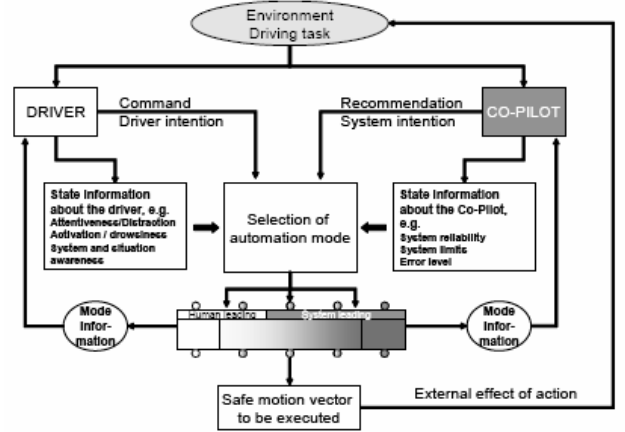 Environment
Driving task
DRIVER
Command
Driver intention
Recommendation
System intention
CO-PILOT
State Information
about the driver, e.g.
Attentiveness/Distraction
Activation / drowsiness
System and situation
awareness
Selection of
automation mode
State Information
about the Co-Pilot,
e.g.
System reliability
System limits
Error level
Mode
Infor-
mation
Human leading
System leading
Mode
Infor-
mation
Safe motion vector
to be executed
External effect of action